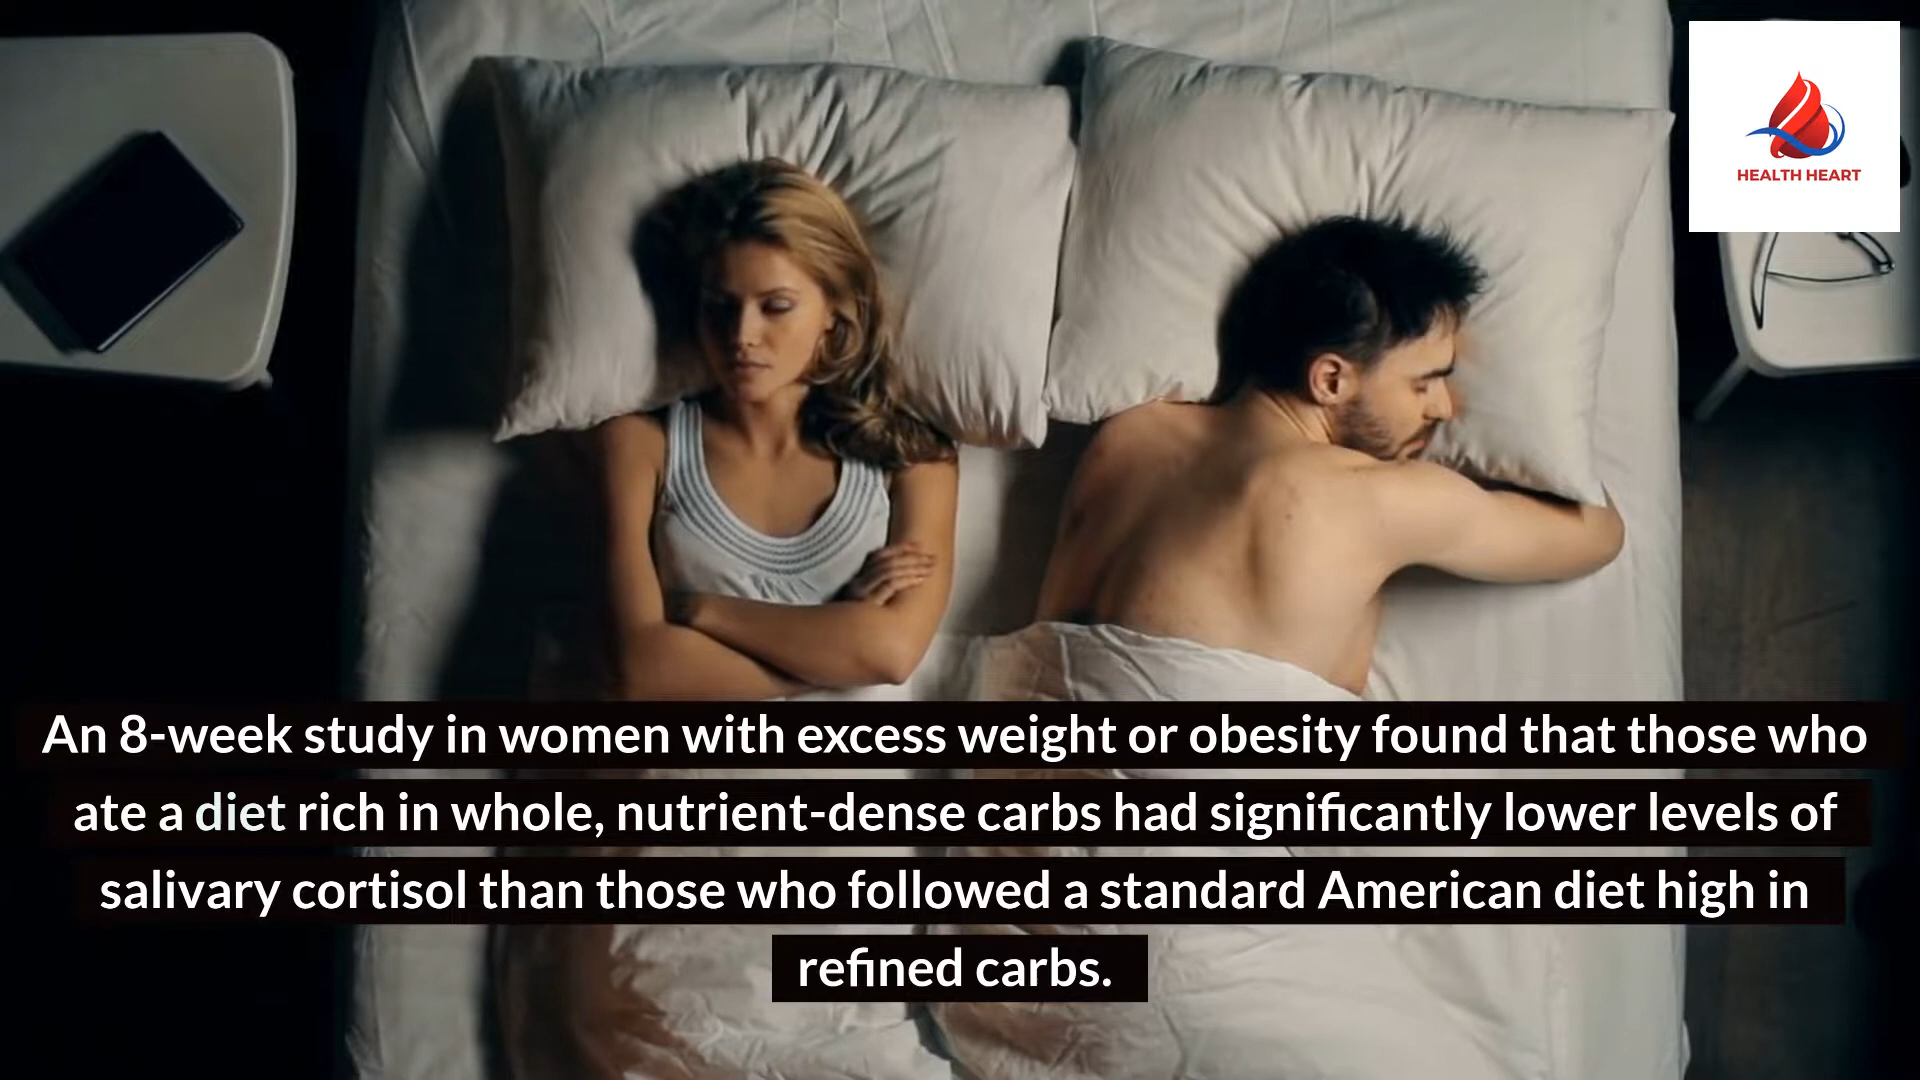 HEALTH HEART
An 8-week study in women with excess weight or obesity found that those who
ate a diet rich in whole, nutrient-dense carbs had significantly lower levels of
salivary cortisol than those who followed a standard American diet high in
refined carbs.